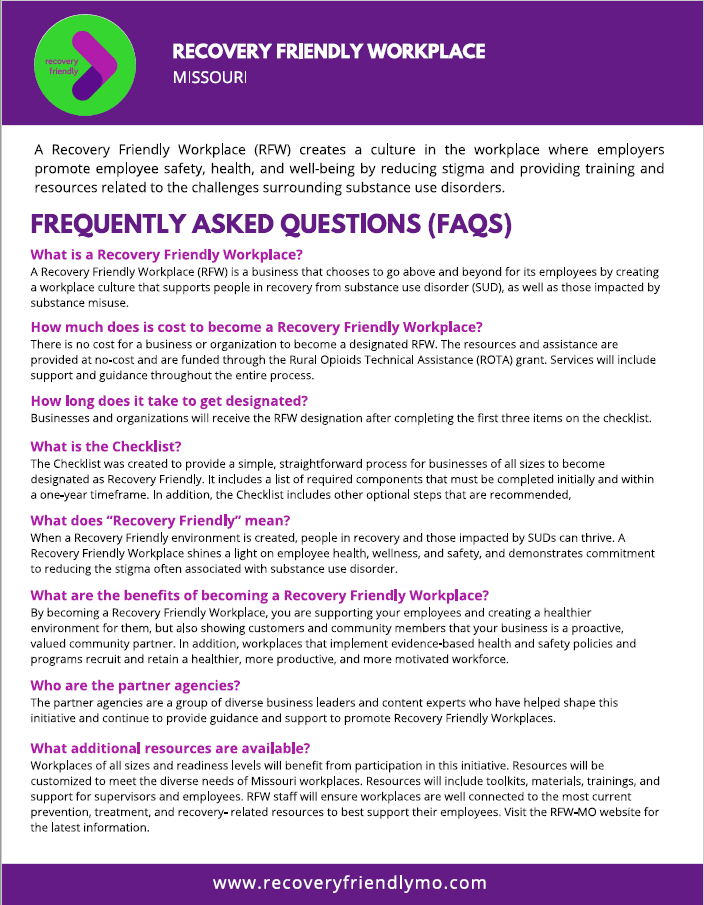 recovery
friendly
RECOVERY FRIENDLY WORKPLACE
MISSOURI
A Recovery Friendly Workplace (RFW) creates a culture in the workplace where employers
promote employee safety, health, and well-being by reducing stigma and providing training and
resources related to the challenges surrounding substance use disorders.
FREQUENTLY ASKED QUESTIONS (FAQS)
What is a Recovery Friendly Workplace?
A Recovery Friendly Workplace (RFW) is a business that chooses to go above and beyond for its employees by creating
a workplace culture that supports people in recovery from substance use disorder (SUD), as well as those impacted by
substance misuse.
How much does is cost to become a Recovery Friendly Workplace?
There is no cost for a business or organization to become a designated RFW. The resources and assistance are
provided at no-cost and are funded through the Rural Opioids Technical Assistance (ROTA) grant. Services will include
support and guidance throughout the entire process.
How long does it take to get designated?
Businesses and organizations will receive the RFW designation after completing the first three items on the checklist.
What is the Checklist?
The Checklist was created to provide a simple, straightforward process for businesses of all sizes to become
designated as Recovery Friendly. It includes a list of required components that must be completed initially and within
a one-year timeframe. In addition, the Checklist includes other optional steps that are recommended,
What does “Recovery Friendly” mean?
When a Recovery Friendly environment is created, people in recovery and those impacted by SUDs can thrive. A
Recovery Friendly Workplace shines a light on employee health, wellness, and safety, and demonstrates commitment
to reducing the stigma often associated with substance use disorder.
What are the benefits of becoming a Recovery Friendly Workplace?
By becoming a Recovery Friendly Workplace, you are supporting your employees and creating a healthier
environment for them, but also showing customers and community members that your business is a proactive,
valued community partner. In addition, workplaces that implement evidence-based health and safety policies and
programs recruit and retain a healthier, more productive, and more motivated workforce.
Who are the partner agencies?
The partner agencies are a group of diverse business leaders and content experts who have helped shape this
initiative and continue to provide guidance and support to promote Recovery Friendly Workplaces.
What additional resources are available?
Workplaces of all sizes and readiness levels will benefit from participation in this initiative. Resources will be
customized to meet the diverse needs of Missouri workplaces. Resources will include toolkits, materials, trainings, and
support for supervisors and employees. RFW staff will ensure workplaces are well connected to the most current
prevention, treatment, and recovery- related resources to best support their employees. Visit the RFW-MO website for
the latest information.
www.recoveryfriendlymo.com